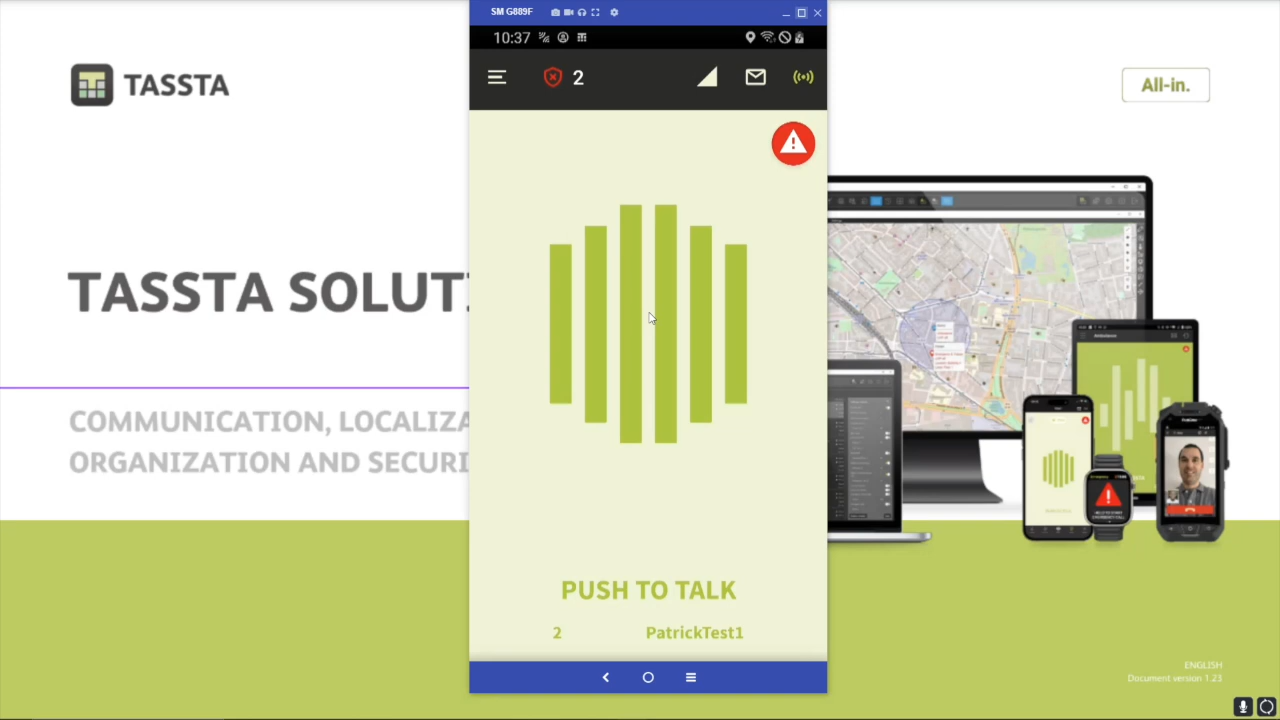 SM G889F
10:37
2
TASSTA
All-in.
TASSTA SOLUTI
COMMUNICATION, LOCALIZA
ORGANIZATION AND SECURI
PUSH TO TALK
2 PatrickTest1
ENGLISH
Document version 1.23